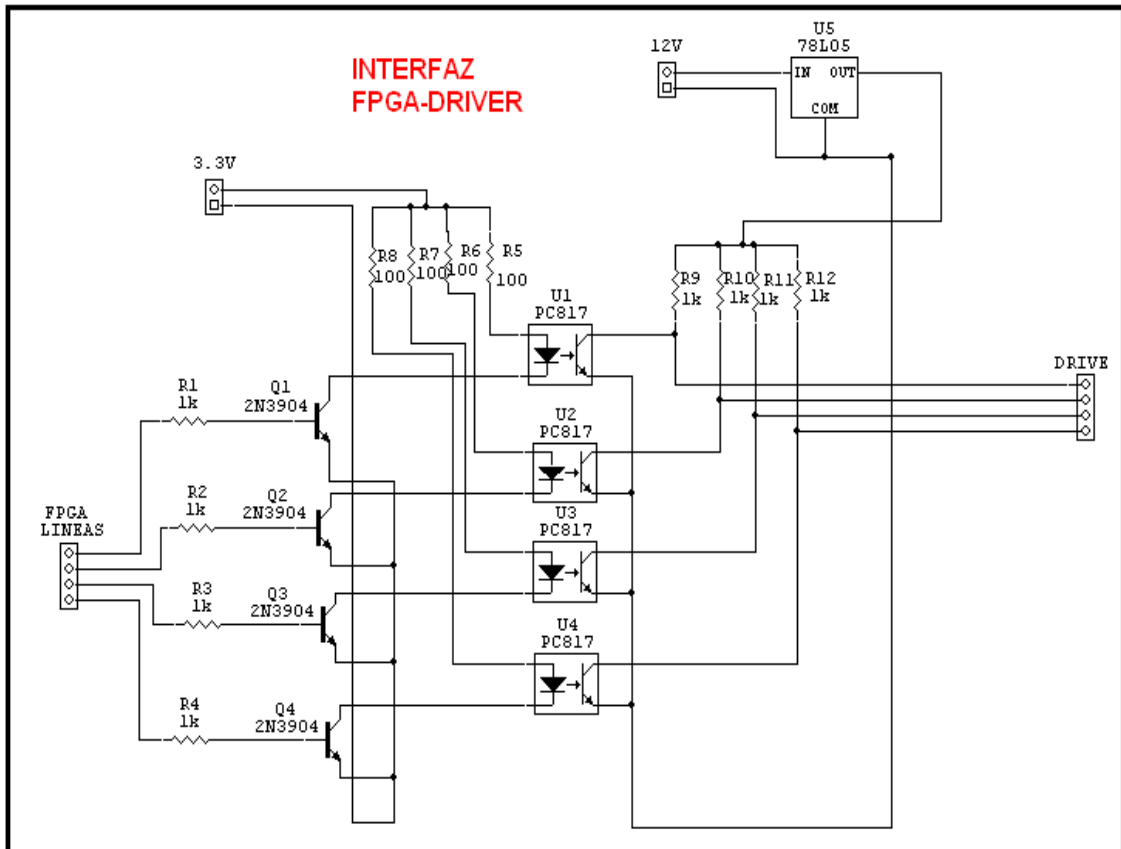 INTERFAZ
FPGA-DRIVER
12V
U5
78L05
IN OUT
COM
3.3V
R8
100
R7
100
R6
100
R5
100
R9
1k
R10
1k
R11
1k
R12
1k
U1
PC817
DRIVE
R1
1k
Q1
2N3904
U2
PC817
R2
1k
Q2
2N3904
FPGA
LINEAS
U3
PC817
R3
1k
Q3
2N3904
U4
PC817
R4
1k
Q4
2N3904